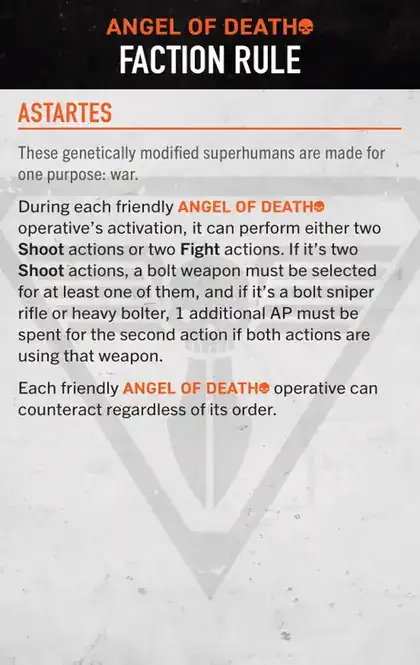 ANGEL OF DEATH
FACTION RULE
ASTARTES
These genetically modified superhumans are made for
one purpose: war.
During each friendly ANGEL OF DEATH
operative's activation, it can perform either two
Shoot actions or two Fight actions. If it's two
Shoot actions, a bolt weapon must be selected
for at least one of them, and if it's a bolt sniper
rifle or heavy bolter, 1 additional AP must be
spent for the second action if both actions are
using that weapon.
Each friendly ANGEL OF DEATH operative can
counteract regardless of its order.